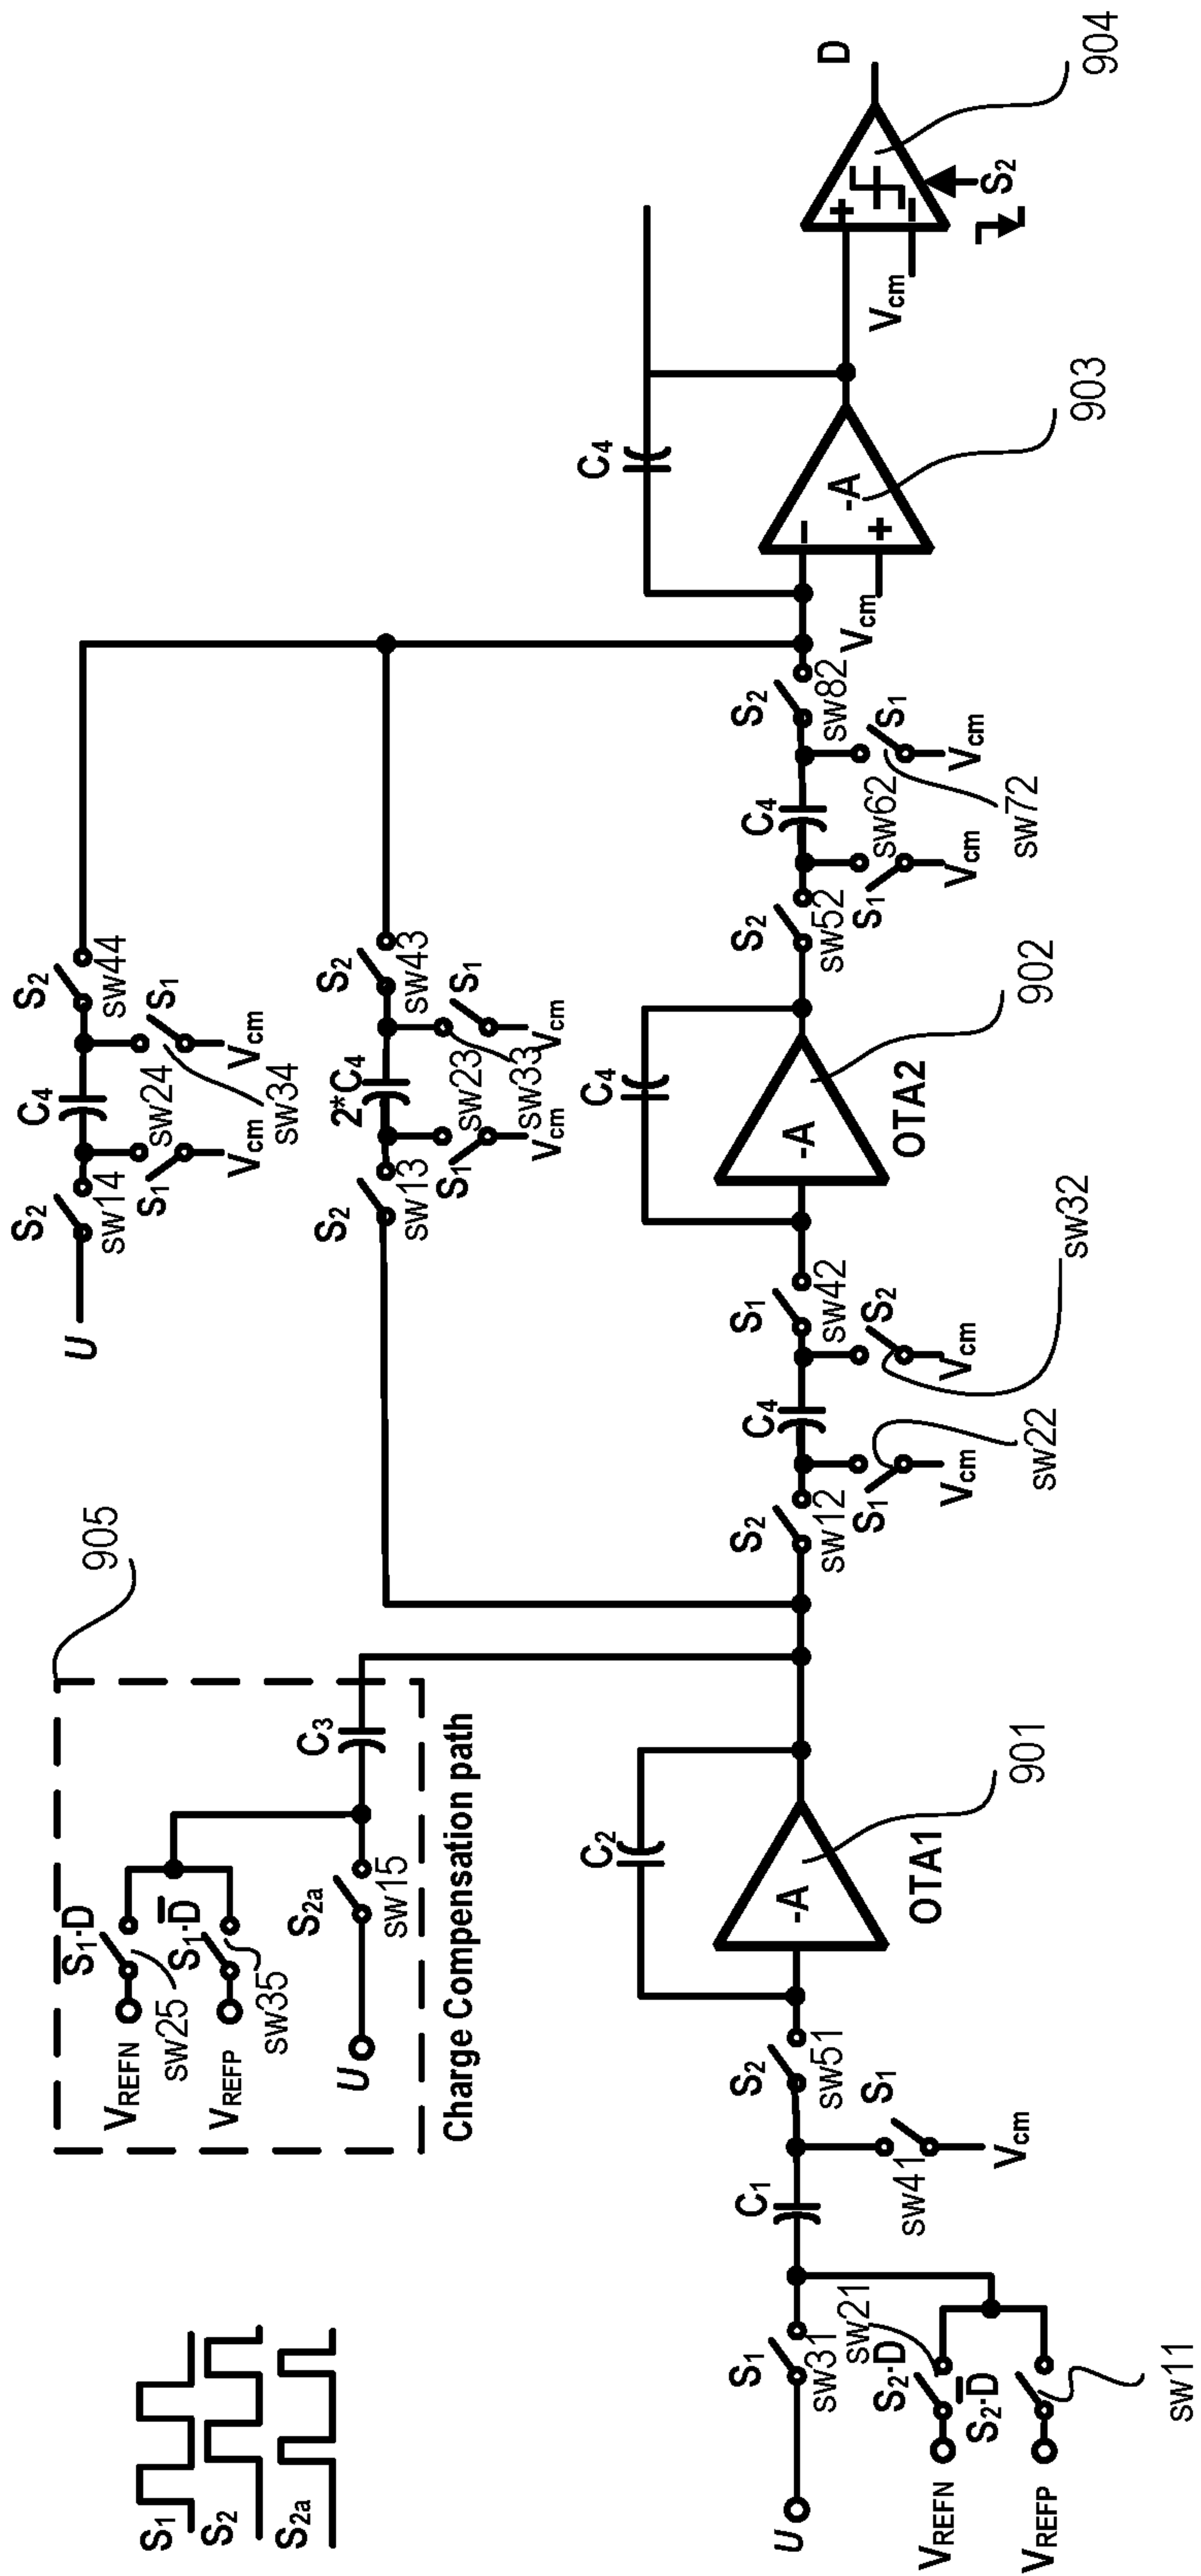 S1
S2
S2a
905
S1·D
VREFN
sw25
S1·D̅
VREFP
sw35
U
S2a
sw15
C3
Charge Compensation path
U
S2
sw14
S1
sw24
Vcm
C4
S1
sw34
Vcm
S2
sw44
S2
sw13
S1
sw23
Vcm
2*C4
S1
sw33
Vcm
S2
sw43
U
S1
sw31
sw21
S2·D
VREFN
S2·D̅
VREFP
sw11
C1
S1
sw41
Vcm
S2
sw51
C2
-A
OTA1
901
S2
sw12
S1
sw22
Vcm
C4
S2
sw32
Vcm
S1
sw42
C4
-A
OTA2
902
S2
sw52
S1
sw62
Vcm
C4
S1
sw72
Vcm
S2
sw82
C4
-
+
-A
Vcm
903
+
-
Vcm
S2
D
904